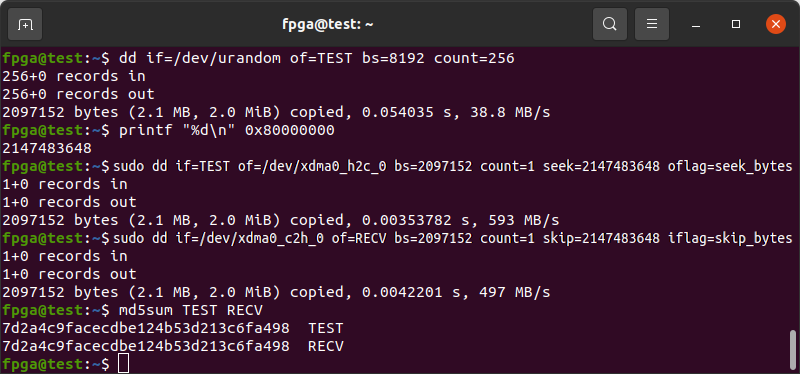 fpga@test: ~
fpga@test:~$ dd if=/dev/urandom of=TEST bs=8192 count=256
256+0 records in
256+0 records out
2097152 bytes (2.1 MB, 2.0 MiB) copied, 0.054035 s, 38.8 MB/s
fpga@test:~$ printf "%d\n" 0x80000000
2147483648
fpga@test:~$ sudo dd if=TEST of=/dev/xdma0_h2c_0 bs=2097152 count=1 seek=2147483648 oflag=seek_bytes
1+0 records in
1+0 records out
2097152 bytes (2.1 MB, 2.0 MiB) copied, 0.00353782 s, 593 MB/s
fpga@test:~$ sudo dd if=/dev/xdma0_c2h_0 of=RECV bs=2097152 count=1 skip=2147483648 iflag=skip_bytes
1+0 records in
1+0 records out
2097152 bytes (2.1 MB, 2.0 MiB) copied, 0.0042201 s, 497 MB/s
fpga@test:~$ md5sum TEST RECV
7d2a4c9facecdbe124b53d213c6fa498  TEST
7d2a4c9facecdbe124b53d213c6fa498  RECV
fpga@test:~$